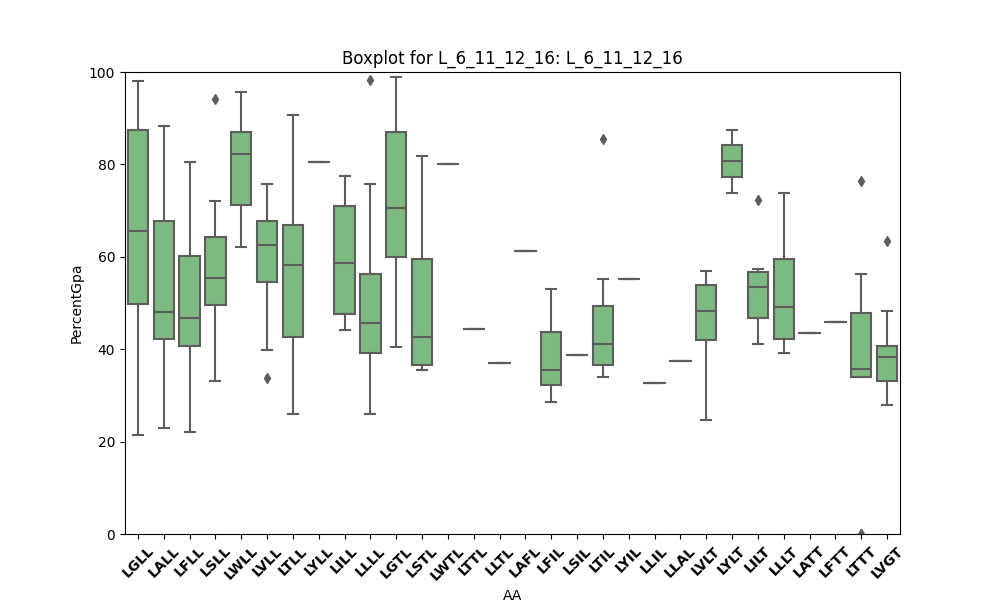 Boxplot for L_6_11_12_16: L_6_11_12_16
PercentGpa
100
80
60
40
20
0
LGLL LALL LFLL LSLL LWLL LVLL LTLL LYLL LILL LLLL LGTL LSTL LWTL LTTL LLTL LAFL LFIL LSIL LTIL LYIL LLIL LLAL LVLT LYLT LILT LLLT LATT LFTT LTTT LVGT
AA